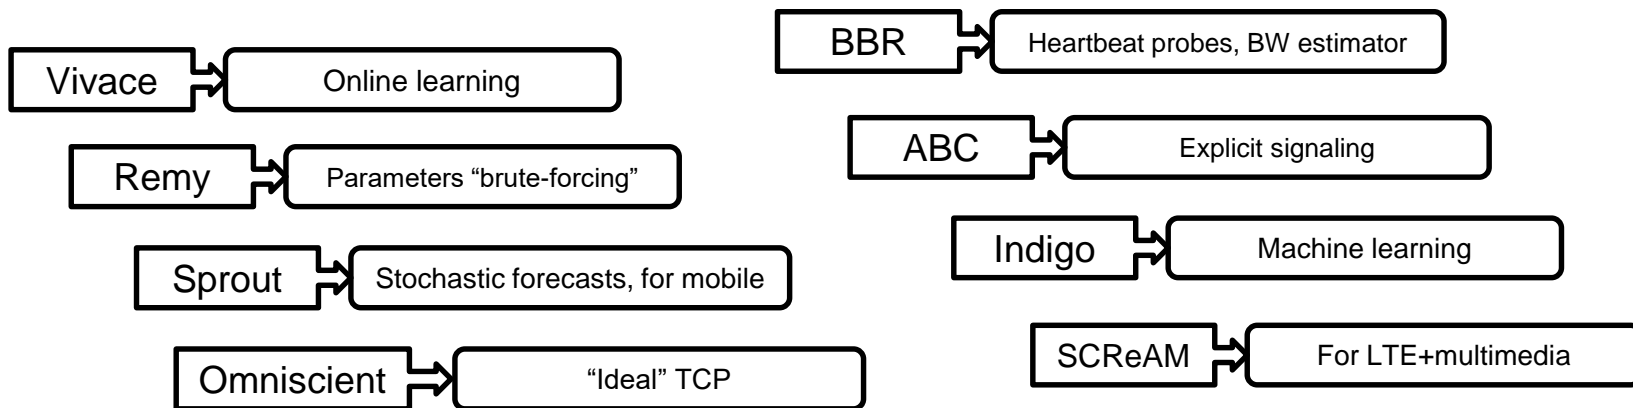 Vivace
Online learning
Remy
Parameters “brute-forcing”
Sprout
Stochastic forecasts, for mobile
Omniscient
“Ideal” TCP
BBR
Heartbeat probes, BW estimator
ABC
Explicit signaling
Indigo
Machine learning
SCReAM
For LTE+multimedia